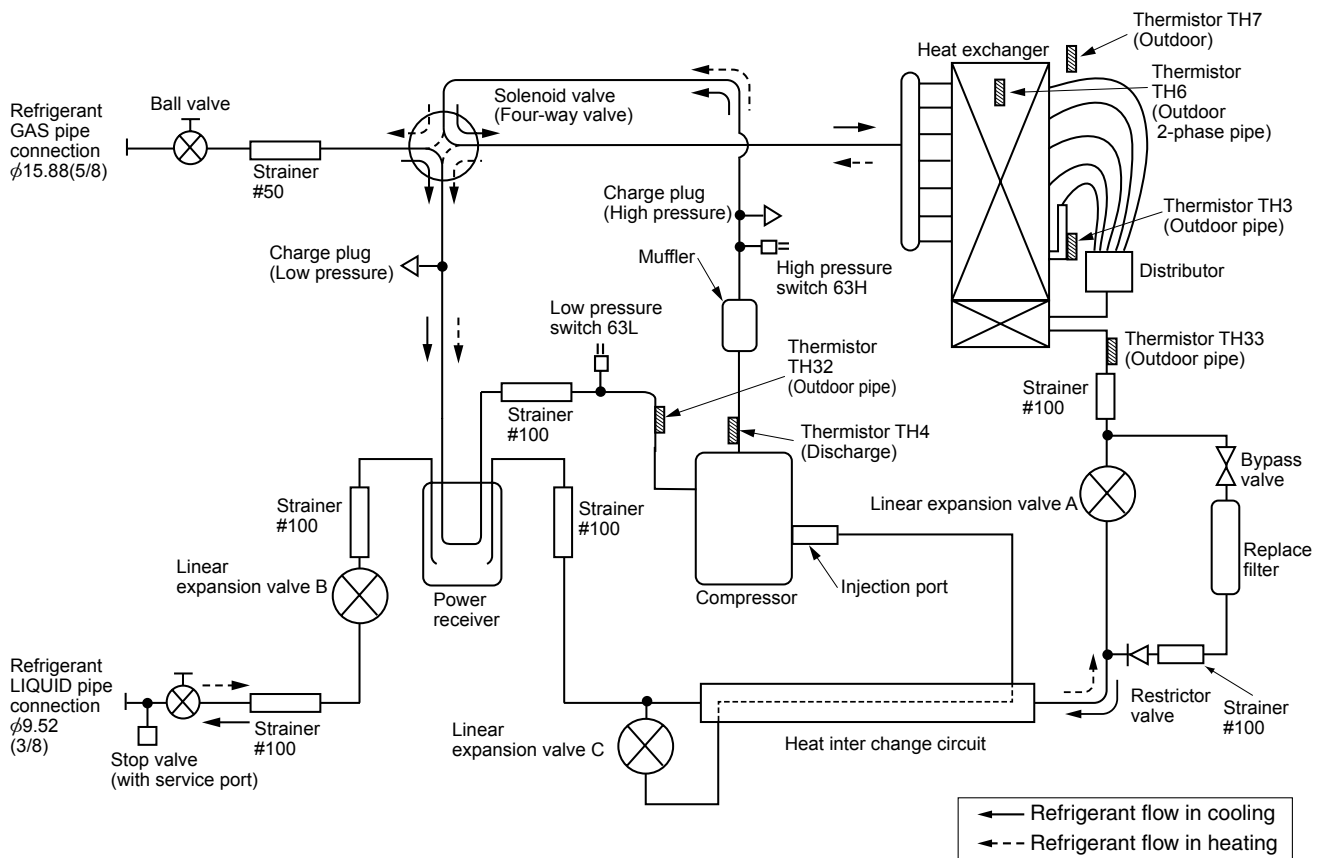 Thermistor TH7
(Outdoor)
Heat exchanger
Thermistor
TH6
(Outdoor
2-phase pipe)
Ball valve
Solenoid valve
(Four-way valve)
Refrigerant
GAS pipe
connection
ϕ15.88(5/8)
Strainer
#50
Charge plug
(High pressure)
Thermistor TH3
(Outdoor pipe)
Charge plug
(Low pressure)
Muffler
High pressure
switch 63H
Distributor
Low pressure
switch 63L
Thermistor
TH32
(Outdoor pipe)
Thermistor TH33
(Outdoor pipe)
Strainer
#100
Strainer
#100
Thermistor TH4
(Discharge)
Bypass
valve
Strainer
#100
Strainer
#100
Linear expansion valve A
Replace
filter
Linear
expansion valve B
Power
receiver
Compressor
Injection port
Refrigerant
LIQUID pipe
connection
ϕ9.52
(3/8)
Strainer
#100
Restrictor
valve
Strainer
#100
Stop valve
(with service port)
Linear
expansion valve C
Heat inter change circuit
Refrigerant flow in cooling
Refrigerant flow in heating